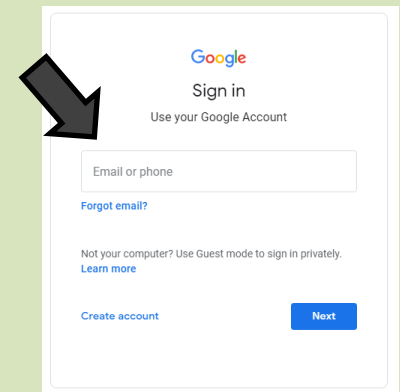 Google
Sign in
Use your Google Account
Email or phone
Forgot email?
Not your computer? Use Guest mode to sign in privately.
Learn more
Create account
Next